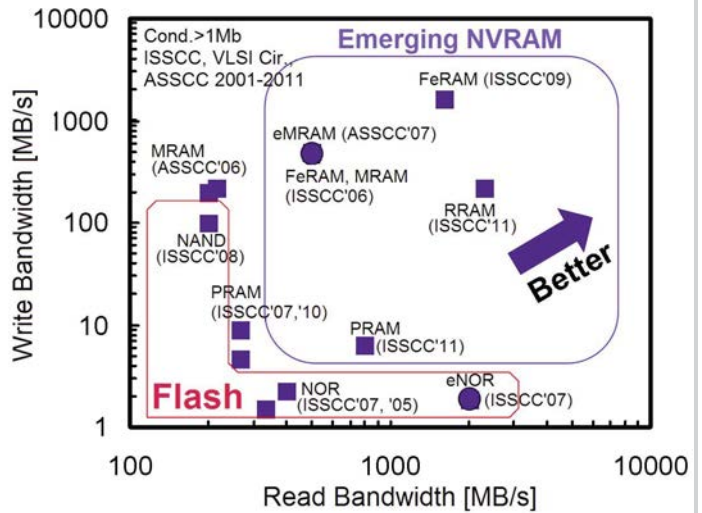 10000
Cond.>1Mb
ISSCC, VLSI Cir.,
ASSCC 2001-2011
Emerging NVRAM
FeRAM (ISSCC'09)
1000
eMRAM (ASSCC'07)
MRAM
(ASSCC'06)
FeRAM, MRAM
(ISSCC'06)
RRAM
(ISSCC'11)
100
NAND
(ISSCC'08)
Better
PRAM
(ISSCC'07,'10)
10
PRAM
(ISSCC'11)
Flash
NOR
(ISSCC'07, '05)
eNOR
(ISSCC'07)
1
100
1000
10000
Write Bandwidth [MB/s]
Read Bandwidth [MB/s]